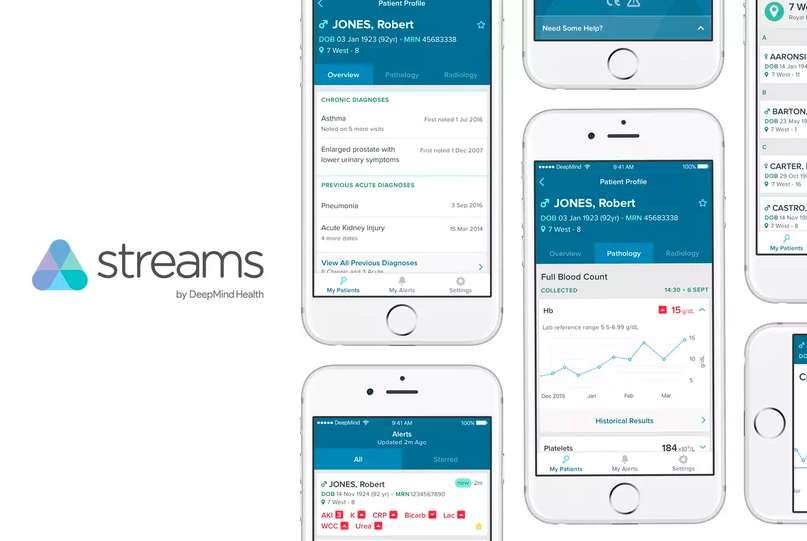 streams
by DeepMind Health
Patient Profile
JONES, Robert
DOB 03 Jan 1923 (92yr) - MRN 45683338
7 West - 8
Overview Pathology Radiology
CHRONIC DIAGNOSES
Asthma First noted 1 Jul 2016
Noted on 5 more visits
Enlarged prostate with First noted 1 Dec 2007
lower urinary symptoms
PREVIOUS ACUTE DIAGNOSES
Pneumonia 3 Sep 2016
Acute Kidney Injury 15 Mar 2014
4 more dates
View All Previous Diagnoses
6 Chronic and 3 Acute
My Patients My Alerts Settings
DeepMind 9:41 AM 100%
Alerts
Updated 2m Ago
All Starred
JONES, Robert new 2m
DOB 14 Nov 1924 (92 yr) - MRN 1234567890
7 West - 8
AKI 3 K CRP Bicarb Lac
WCC Urea
CE
Need Some Help?
DeepMind 9:41 AM 100%
Patient Profile
JONES, Robert
DOB 03 Jan 1923 (92yr) - MRN 45683338
7 West - 8
Overview Pathology Radiology
Full Blood Count
COLLECTED 14:30 - 6 SEPT
Hb 15 g/dL
Lab reference range 5.5-6.99 g/dL
15
10
5
g/dL
Dec 2015 Jan Feb Mar
Historical Results
Platelets 184 x10⁹/L
My Patients My Alerts Settings
7 We
Royal
A
AARONSI
DOB 14 Jan 194
7 West - 11
B
BARTON,
DOB 23 May 19
7 West - 1
C
CARTER,
DOB 29 Oct 19
7 West - 16
CASTRO,
DOB 14 Nov 19
7 West - 8
My Patients